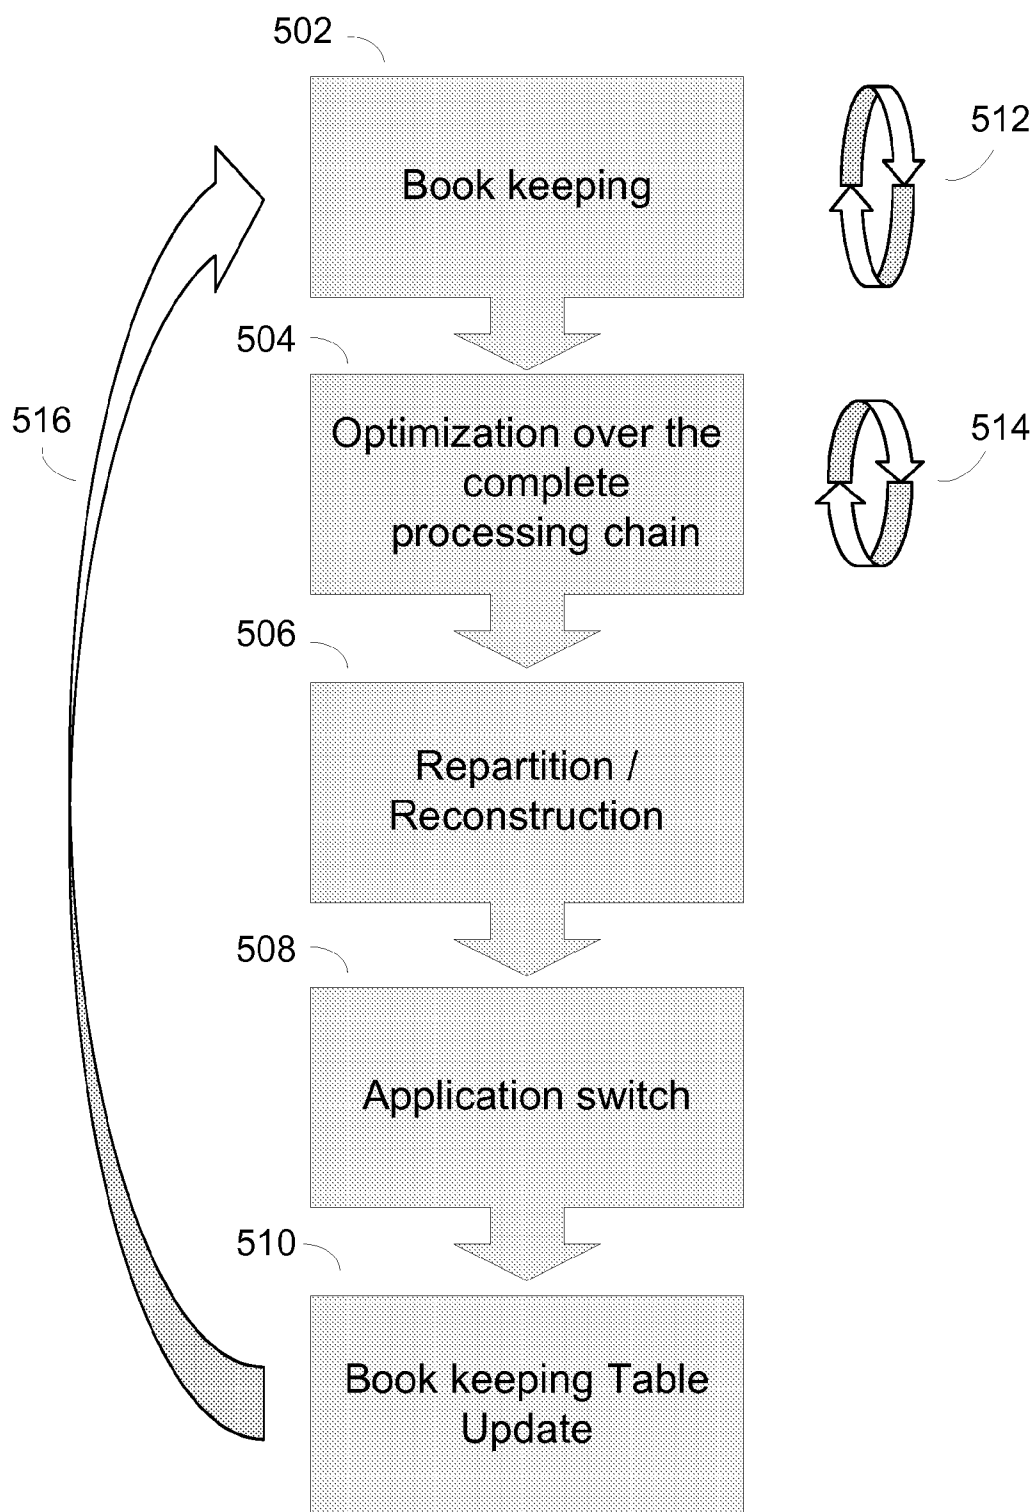 502
Book keeping
512
504
Optimization over the
complete
processing chain
516
514
506
Repartition /
Reconstruction
508
Application switch
510
Book keeping Table
Update